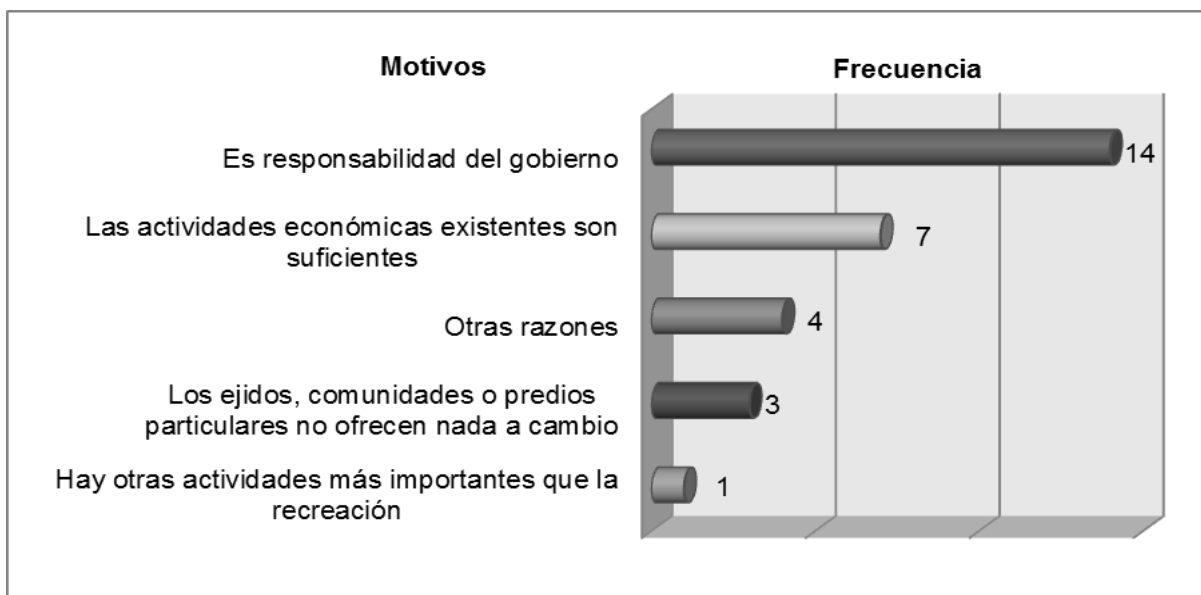 Motivos
Frecuencia
Es responsabilidad del gobierno
14
Las actividades económicas existentes son
suficientes
7
Otras razones
4
Los ejidos, comunidades o predios
particulares no ofrecen nada a cambio
3
Hay otras actividades más importantes que la
recreación
1